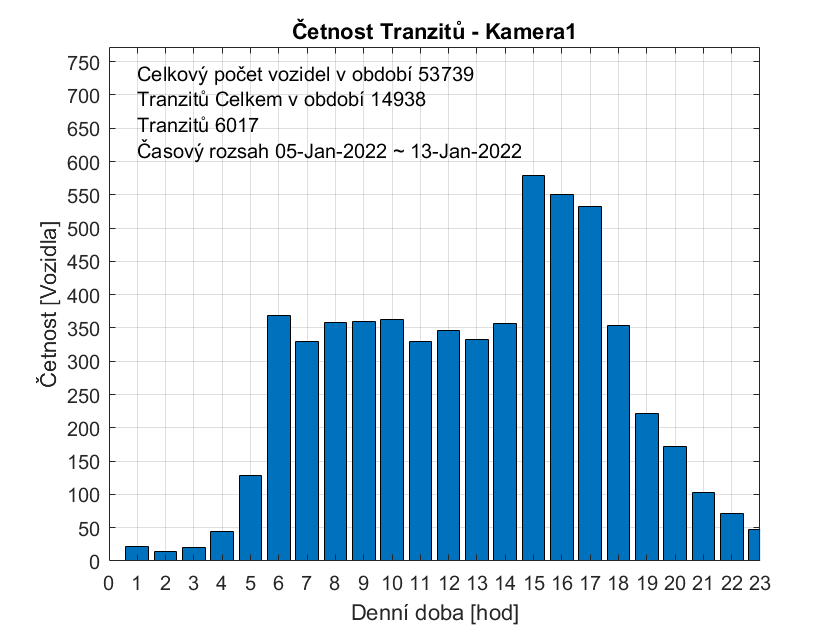 Četnost Tranzitů - Kamera1
Celkový počet vozidel v období 53739
Tranzitů Celkem v období 14938
Tranzitů 6017
Časový rozsah 05-Jan-2022 ~ 13-Jan-2022
Četnost [Vozidla]
750
700
650
600
550
500
450
400
350
300
250
200
150
100
50
0
0 1 2 3 4 5 6 7 8 9 10 11 12 13 14 15 16 17 18 19 20 21 22 23
Denní doba [hod]